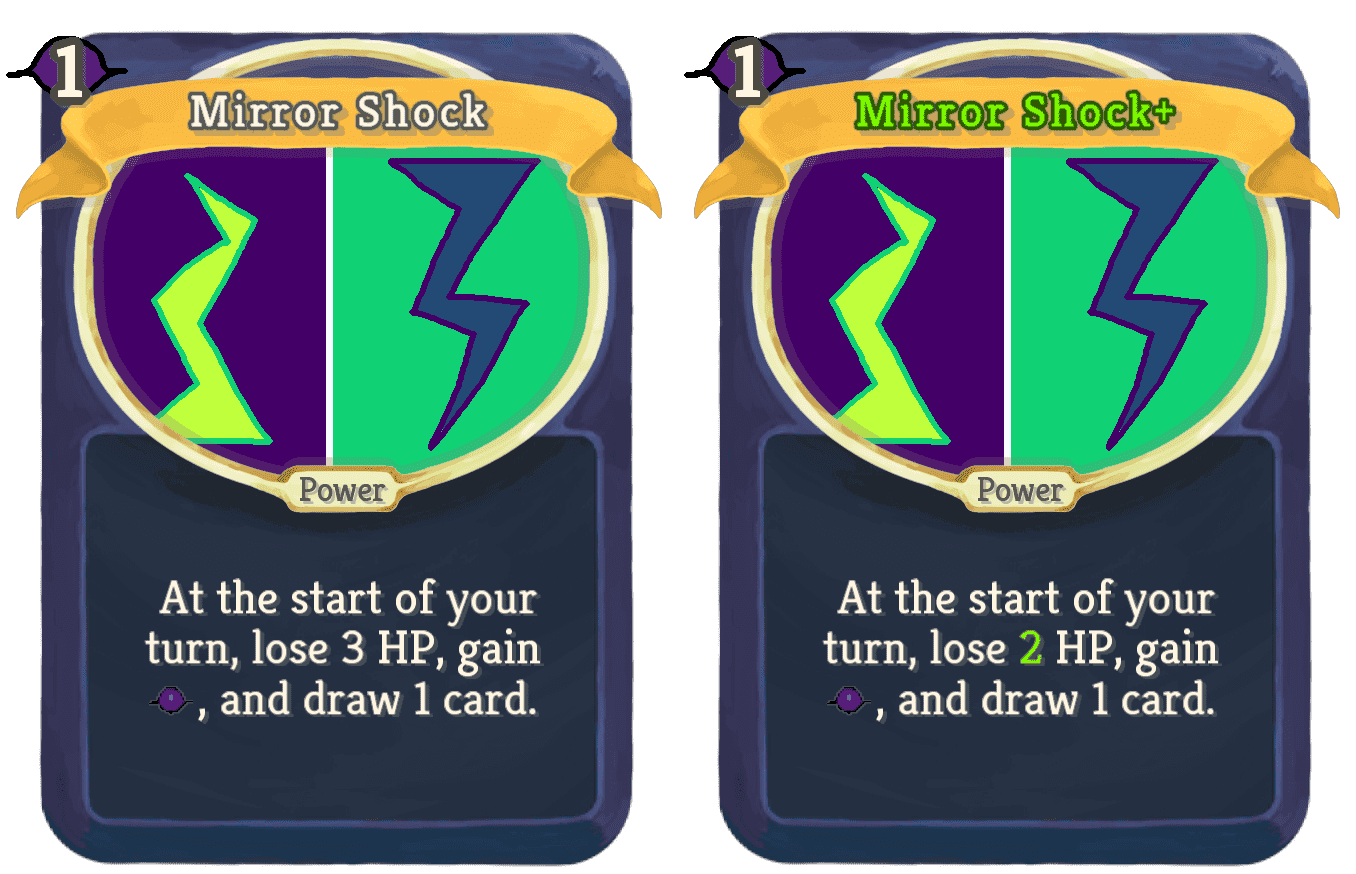 1
Mirror Shock
Power
At the start of your
turn, lose 3 HP, gain
, and draw 1 card.
1
Mirror Shock+
Power
At the start of your
turn, lose 2 HP, gain
, and draw 1 card.